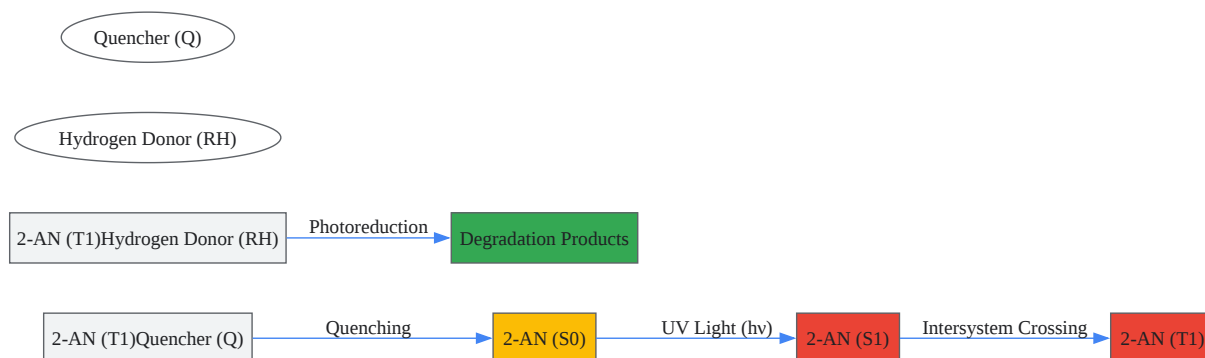 Quencher (Q)
Hydrogen Donor (RH)
2-AN (T1)Hydrogen Donor (RH)
Photoreduction
Degradation Products
2-AN (T1)Quencher (Q)
Quenching
2-AN (S0)
UV Light (hν)
2-AN (S1)
Intersystem Crossing
2-AN (T1)